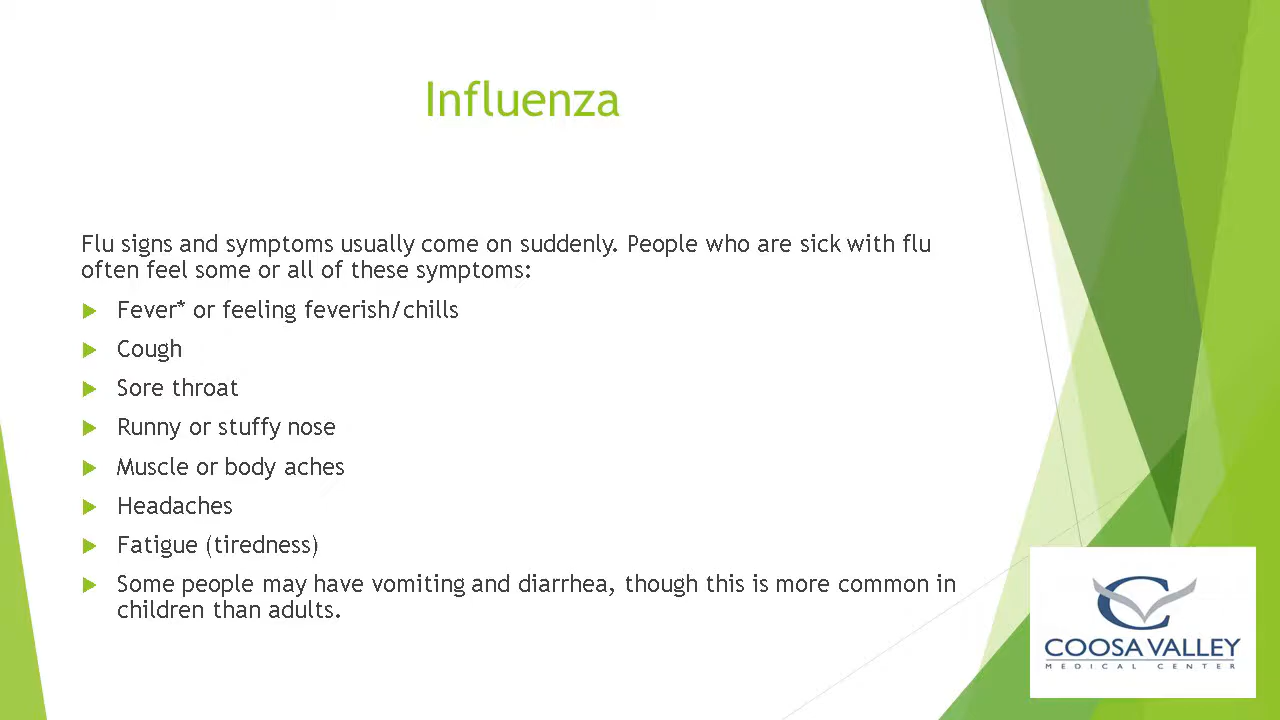 Influenza
Flu signs and symptoms usually come on suddenly. People who are sick with flu
often feel some or all of these symptoms:
Fever* or feeling feverish/chills
Cough
Sore throat
Runny or stuffy nose
Muscle or body aches
Headaches
Fatigue (tiredness)
Some people may have vomiting and diarrhea, though this is more common in
children than adults.
COOSA VALLEY
MEDICAL CENTER